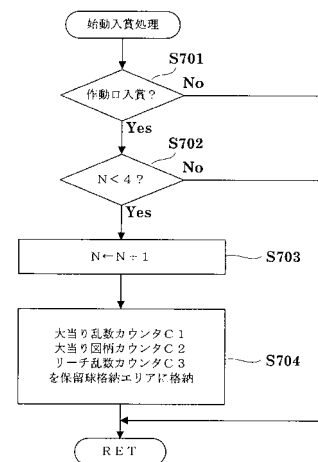 始動入賞処理
S701
作動口入賞？
No
Yes
S702
N＜4？
No
Yes
N←N＋1
S703
大当り乱数カウンタC1
大当り図柄カウンタC2
リーチ乱数カウンタC3
を保留球格納エリアに格納
S704
RET